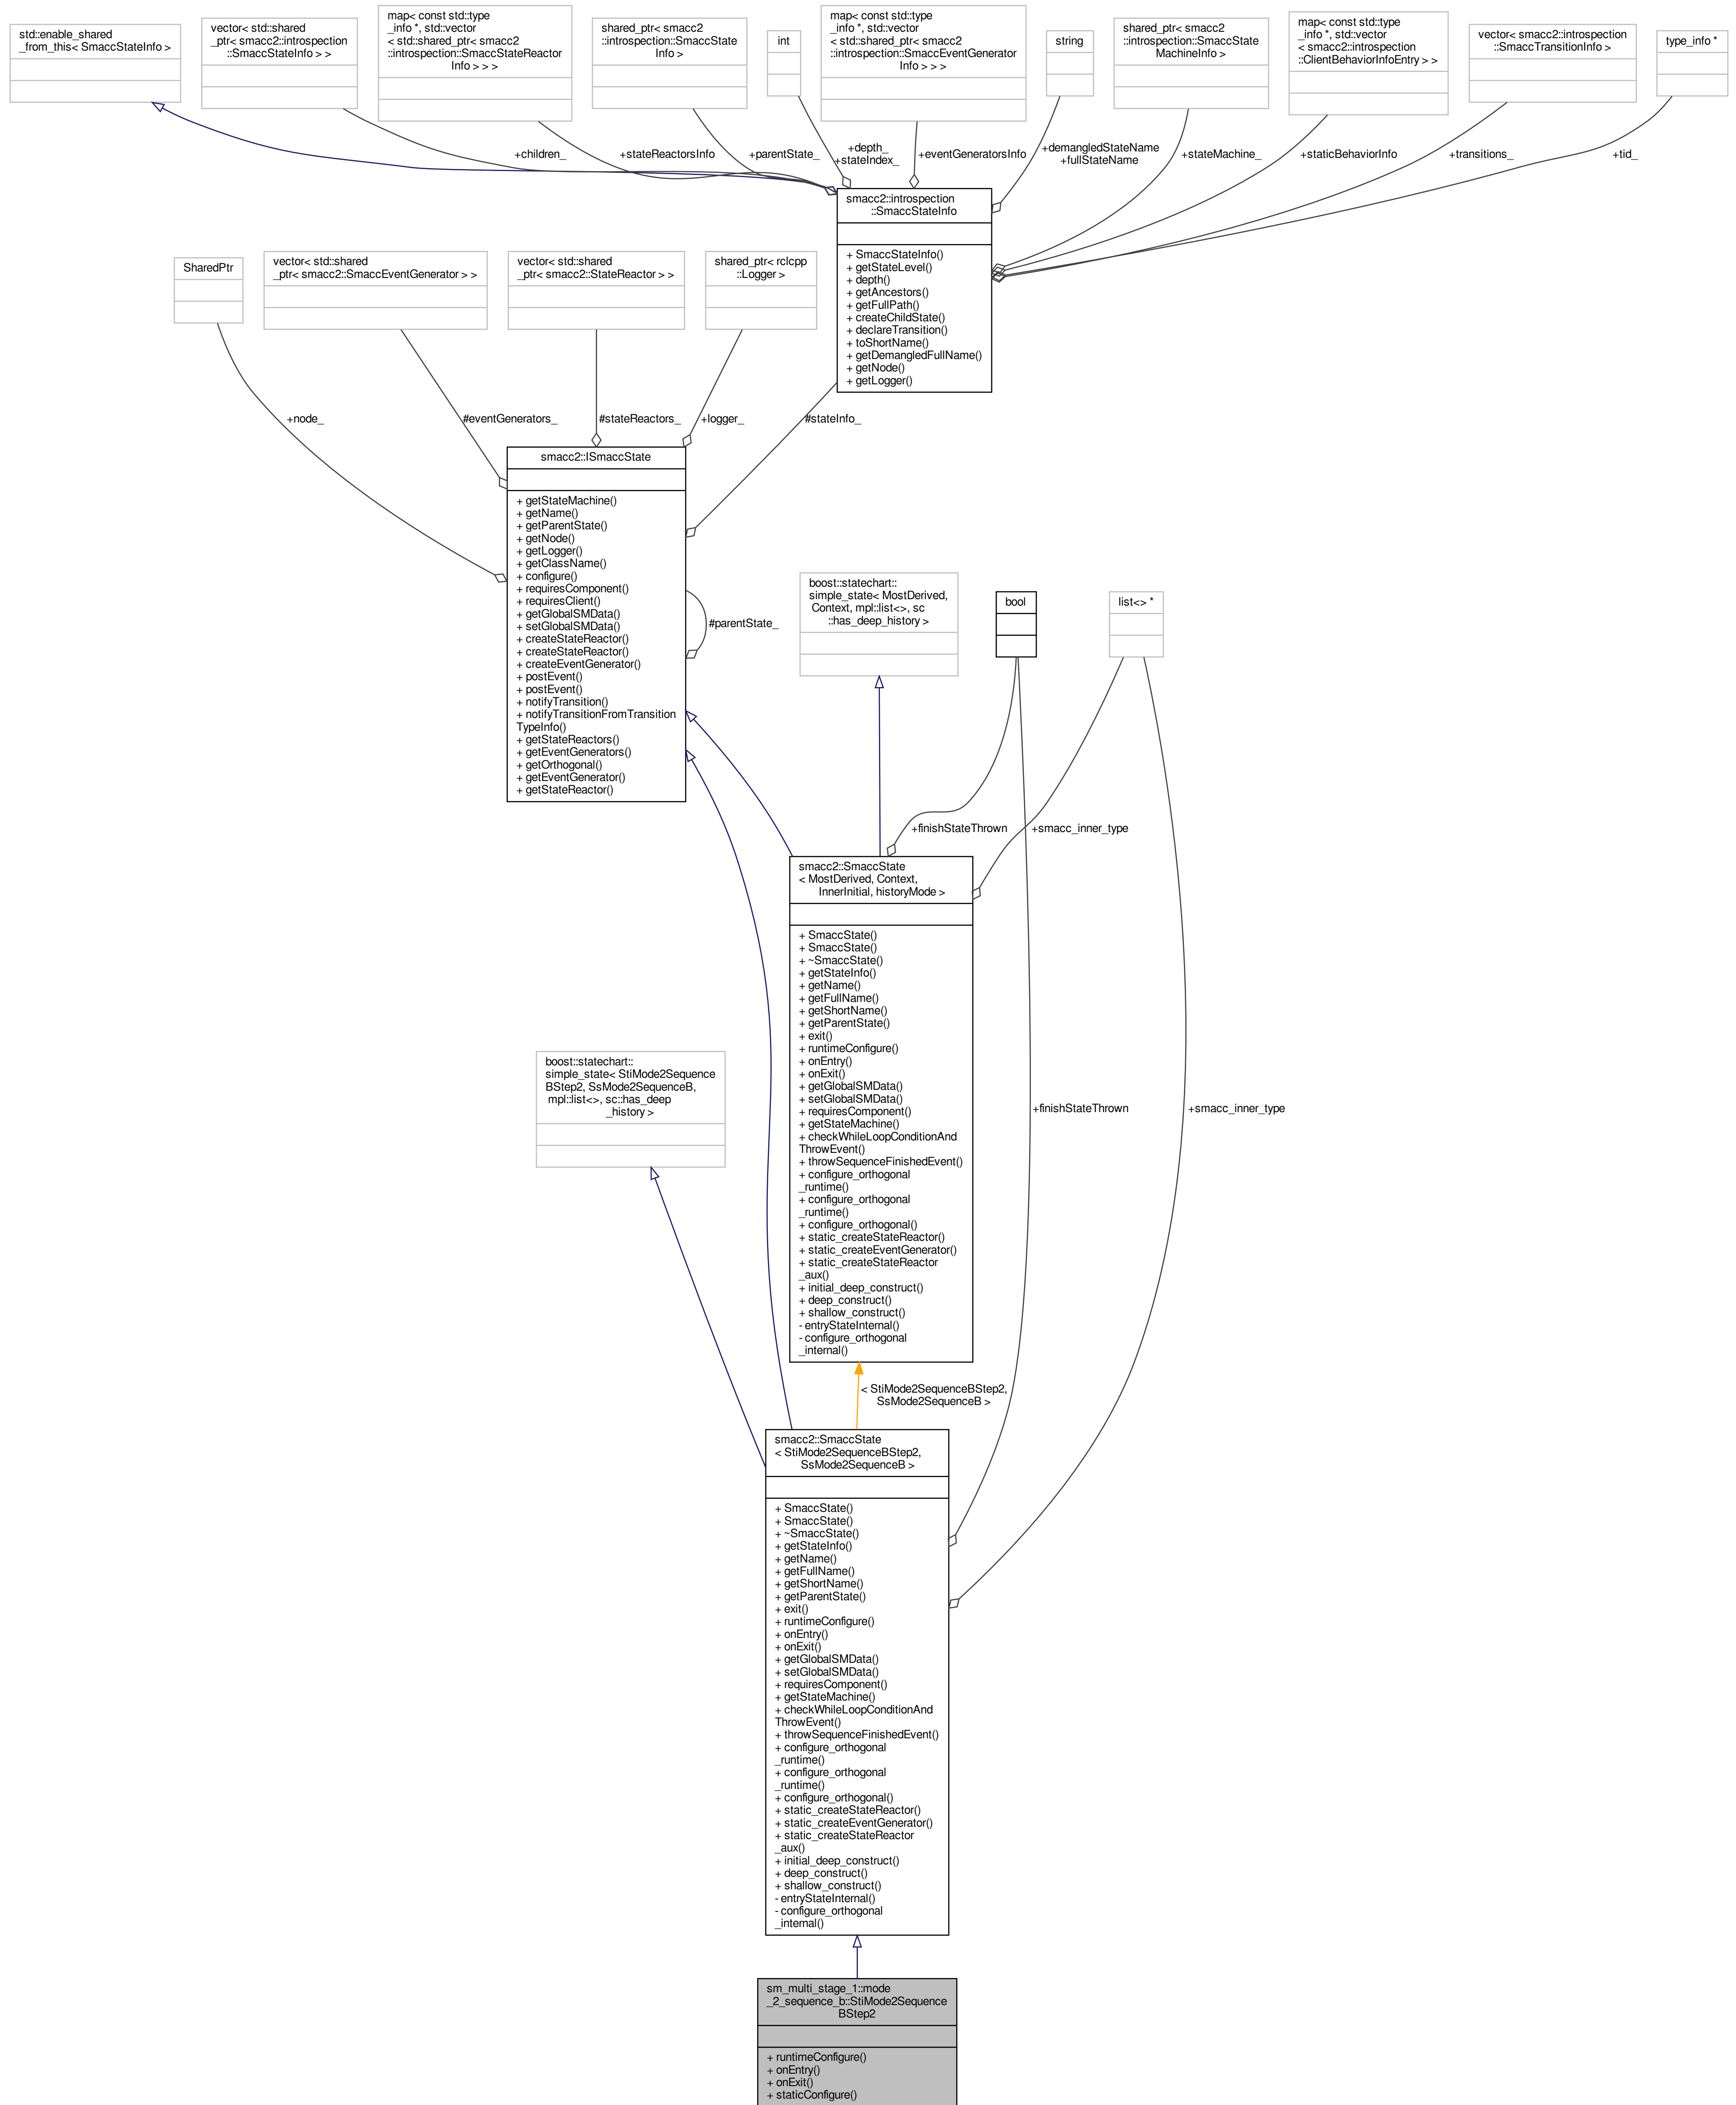 std::enable_shared
_from_this< SmaccStateInfo >
vector< std::shared
_ptr< smacc2::introspection
::SmaccStateInfo > >
map< const std::type
_info *, std::vector
< std::shared_ptr< smacc2
::introspection::SmaccStateReactor
Info > > >
shared_ptr< smacc2
::introspection::SmaccState
Info >
int
map< const std::type
_info *, std::vector
< std::shared_ptr< smacc2
::introspection::SmaccEventGenerator
Info > > >
string
shared_ptr< smacc2
::introspection::SmaccState
MachineInfo >
map< const std::type
_info *, std::vector
< smacc2::introspection
::ClientBehaviorInfoEntry > >
vector< smacc2::introspection
::SmaccTransitionInfo >
type_info *
+children_
+stateReactorsInfo
+parentState_
+depth_
+stateIndex_
+eventGeneratorsInfo
+demangledStateName
+fullStateName
+stateMachine_
+staticBehaviorInfo
+transitions_
+tid_
smacc2::introspection
::SmaccStateInfo
+ SmaccStateInfo()
+ getStateLevel()
+ depth()
+ getAncestors()
+ getFullPath()
+ createChildState()
+ declareTransition()
+ toShortName()
+ getDemangledFullName()
+ getNode()
+ getLogger()
SharedPtr
vector< std::shared
_ptr< smacc2::SmaccEventGenerator > >
vector< std::shared
_ptr< smacc2::StateReactor > >
shared_ptr< rclcpp
::Logger >
+node_
#eventGenerators_
#stateReactors_
+logger_
#stateInfo_
smacc2::ISmaccState
+ getStateMachine()
+ getName()
+ getParentState()
+ getNode()
+ getLogger()
+ getClassName()
+ configure()
+ requiresComponent()
+ requiresClient()
+ getGlobalSMData()
+ setGlobalSMData()
+ createStateReactor()
+ createStateReactor()
+ createEventGenerator()
+ postEvent()
+ postEvent()
+ notifyTransition()
+ notifyTransitionFromTransition
TypeInfo()
+ getStateReactors()
+ getEventGenerators()
+ getOrthogonal()
+ getEventGenerator()
+ getStateReactor()
#parentState_
boost::statechart::
simple_state< MostDerived,
Context, mpl::list<>, sc
::has_deep_history >
bool
list<> *
+finishStateThrown
+smacc_inner_type
smacc2::SmaccState
< MostDerived, Context,
InnerInitial, historyMode >
+ SmaccState()
+ SmaccState()
+ ~SmaccState()
+ getStateInfo()
+ getName()
+ getFullName()
+ getShortName()
+ getParentState()
+ exit()
+ runtimeConfigure()
+ onEntry()
+ onExit()
+ getGlobalSMData()
+ setGlobalSMData()
+ requiresComponent()
+ getStateMachine()
+ checkWhileLoopConditionAnd
ThrowEvent()
+ throwSequenceFinishedEvent()
+ configure_orthogonal
_runtime()
+ configure_orthogonal
_runtime()
+ configure_orthogonal()
+ static_createStateReactor()
+ static_createEventGenerator()
+ static_createStateReactor
_aux()
+ initial_deep_construct()
+ deep_construct()
+ shallow_construct()
- entryStateInternal()
- configure_orthogonal
_internal()
boost::statechart::
simple_state< StiMode2Sequence
BStep2, SsMode2SequenceB,
mpl::list<>, sc::has_deep
_history >
+finishStateThrown
+smacc_inner_type
< StiMode2SequenceBStep2,
SsMode2SequenceB >
smacc2::SmaccState
< StiMode2SequenceBStep2,
SsMode2SequenceB >
+ SmaccState()
+ SmaccState()
+ ~SmaccState()
+ getStateInfo()
+ getName()
+ getFullName()
+ getShortName()
+ getParentState()
+ exit()
+ runtimeConfigure()
+ onEntry()
+ onExit()
+ getGlobalSMData()
+ setGlobalSMData()
+ requiresComponent()
+ getStateMachine()
+ checkWhileLoopConditionAnd
ThrowEvent()
+ throwSequenceFinishedEvent()
+ configure_orthogonal
_runtime()
+ configure_orthogonal
_runtime()
+ configure_orthogonal()
+ static_createStateReactor()
+ static_createEventGenerator()
+ static_createStateReactor
_aux()
+ initial_deep_construct()
+ deep_construct()
+ shallow_construct()
- entryStateInternal()
- configure_orthogonal
_internal()
sm_multi_stage_1::mode
_2_sequence_b::StiMode2Sequence
BStep2
+ runtimeConfigure()
+ onEntry()
+ onExit()
+ staticConfigure()